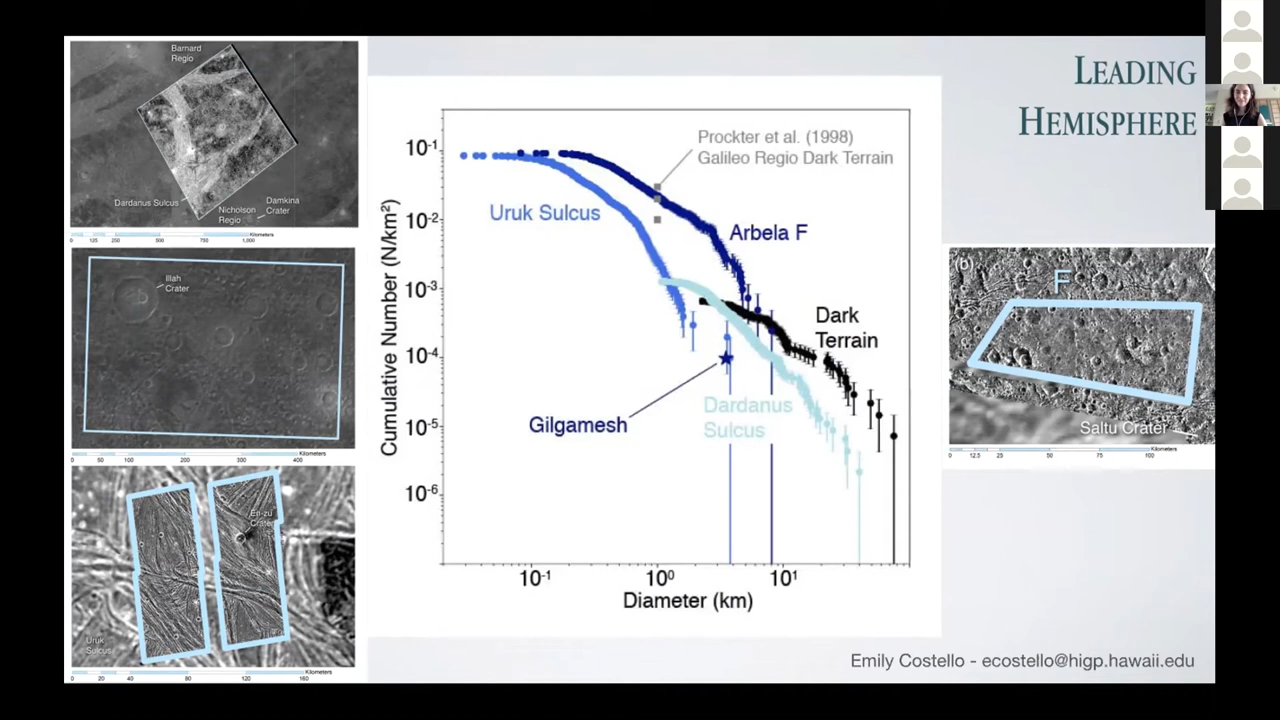 LEADING
HEMISPHERE
Barnard
Regio
Dardanus Sulcus
Nicholson
Regio
Damkina
Crater
0 125 250 500 750 1,000 Kilometers
Illah
Crater
0 50 100 200 300 400 Kilometers
En-zu
Crater
Uruk
Sulcus
0 20 40 80 120 160 Kilometers
Cumulative Number (N/km²)
10⁻¹
10⁻²
10⁻³
10⁻⁴
10⁻⁵
10⁻⁶
Prockter et al. (1998)
Galileo Regio Dark Terrain
Uruk Sulcus
Arbela F
Dark
Terrain
Dardanus
Sulcus
Gilgamesh
10⁻¹ 10⁰ 10¹
Diameter (km)
(b)
F
Saltu Crater
0 12.5 25 50 75 100 Kilometers
Emily Costello - ecostello@higp.hawaii.edu